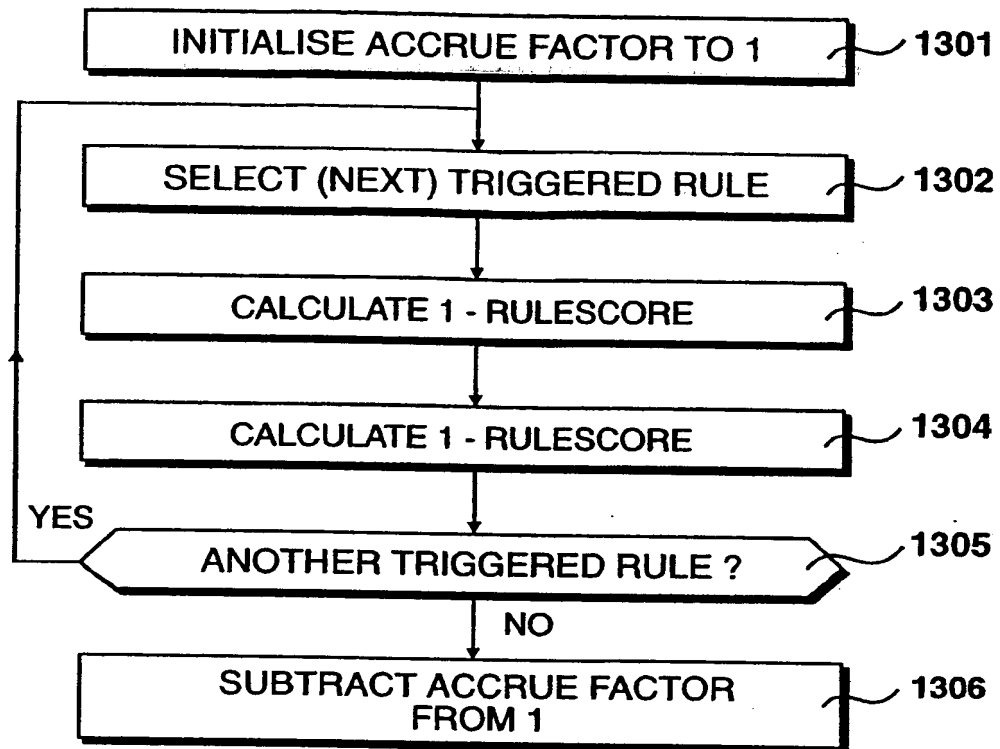 INITIALISE ACCRUE FACTOR TO 1
1301
SELECT (NEXT) TRIGGERED RULE
1302
CALCULATE 1 - RULESCORE
1303
CALCULATE 1 - RULESCORE
1304
YES
ANOTHER TRIGGERED RULE ?
1305
NO
SUBTRACT ACCRUE FACTOR
FROM 1
1306